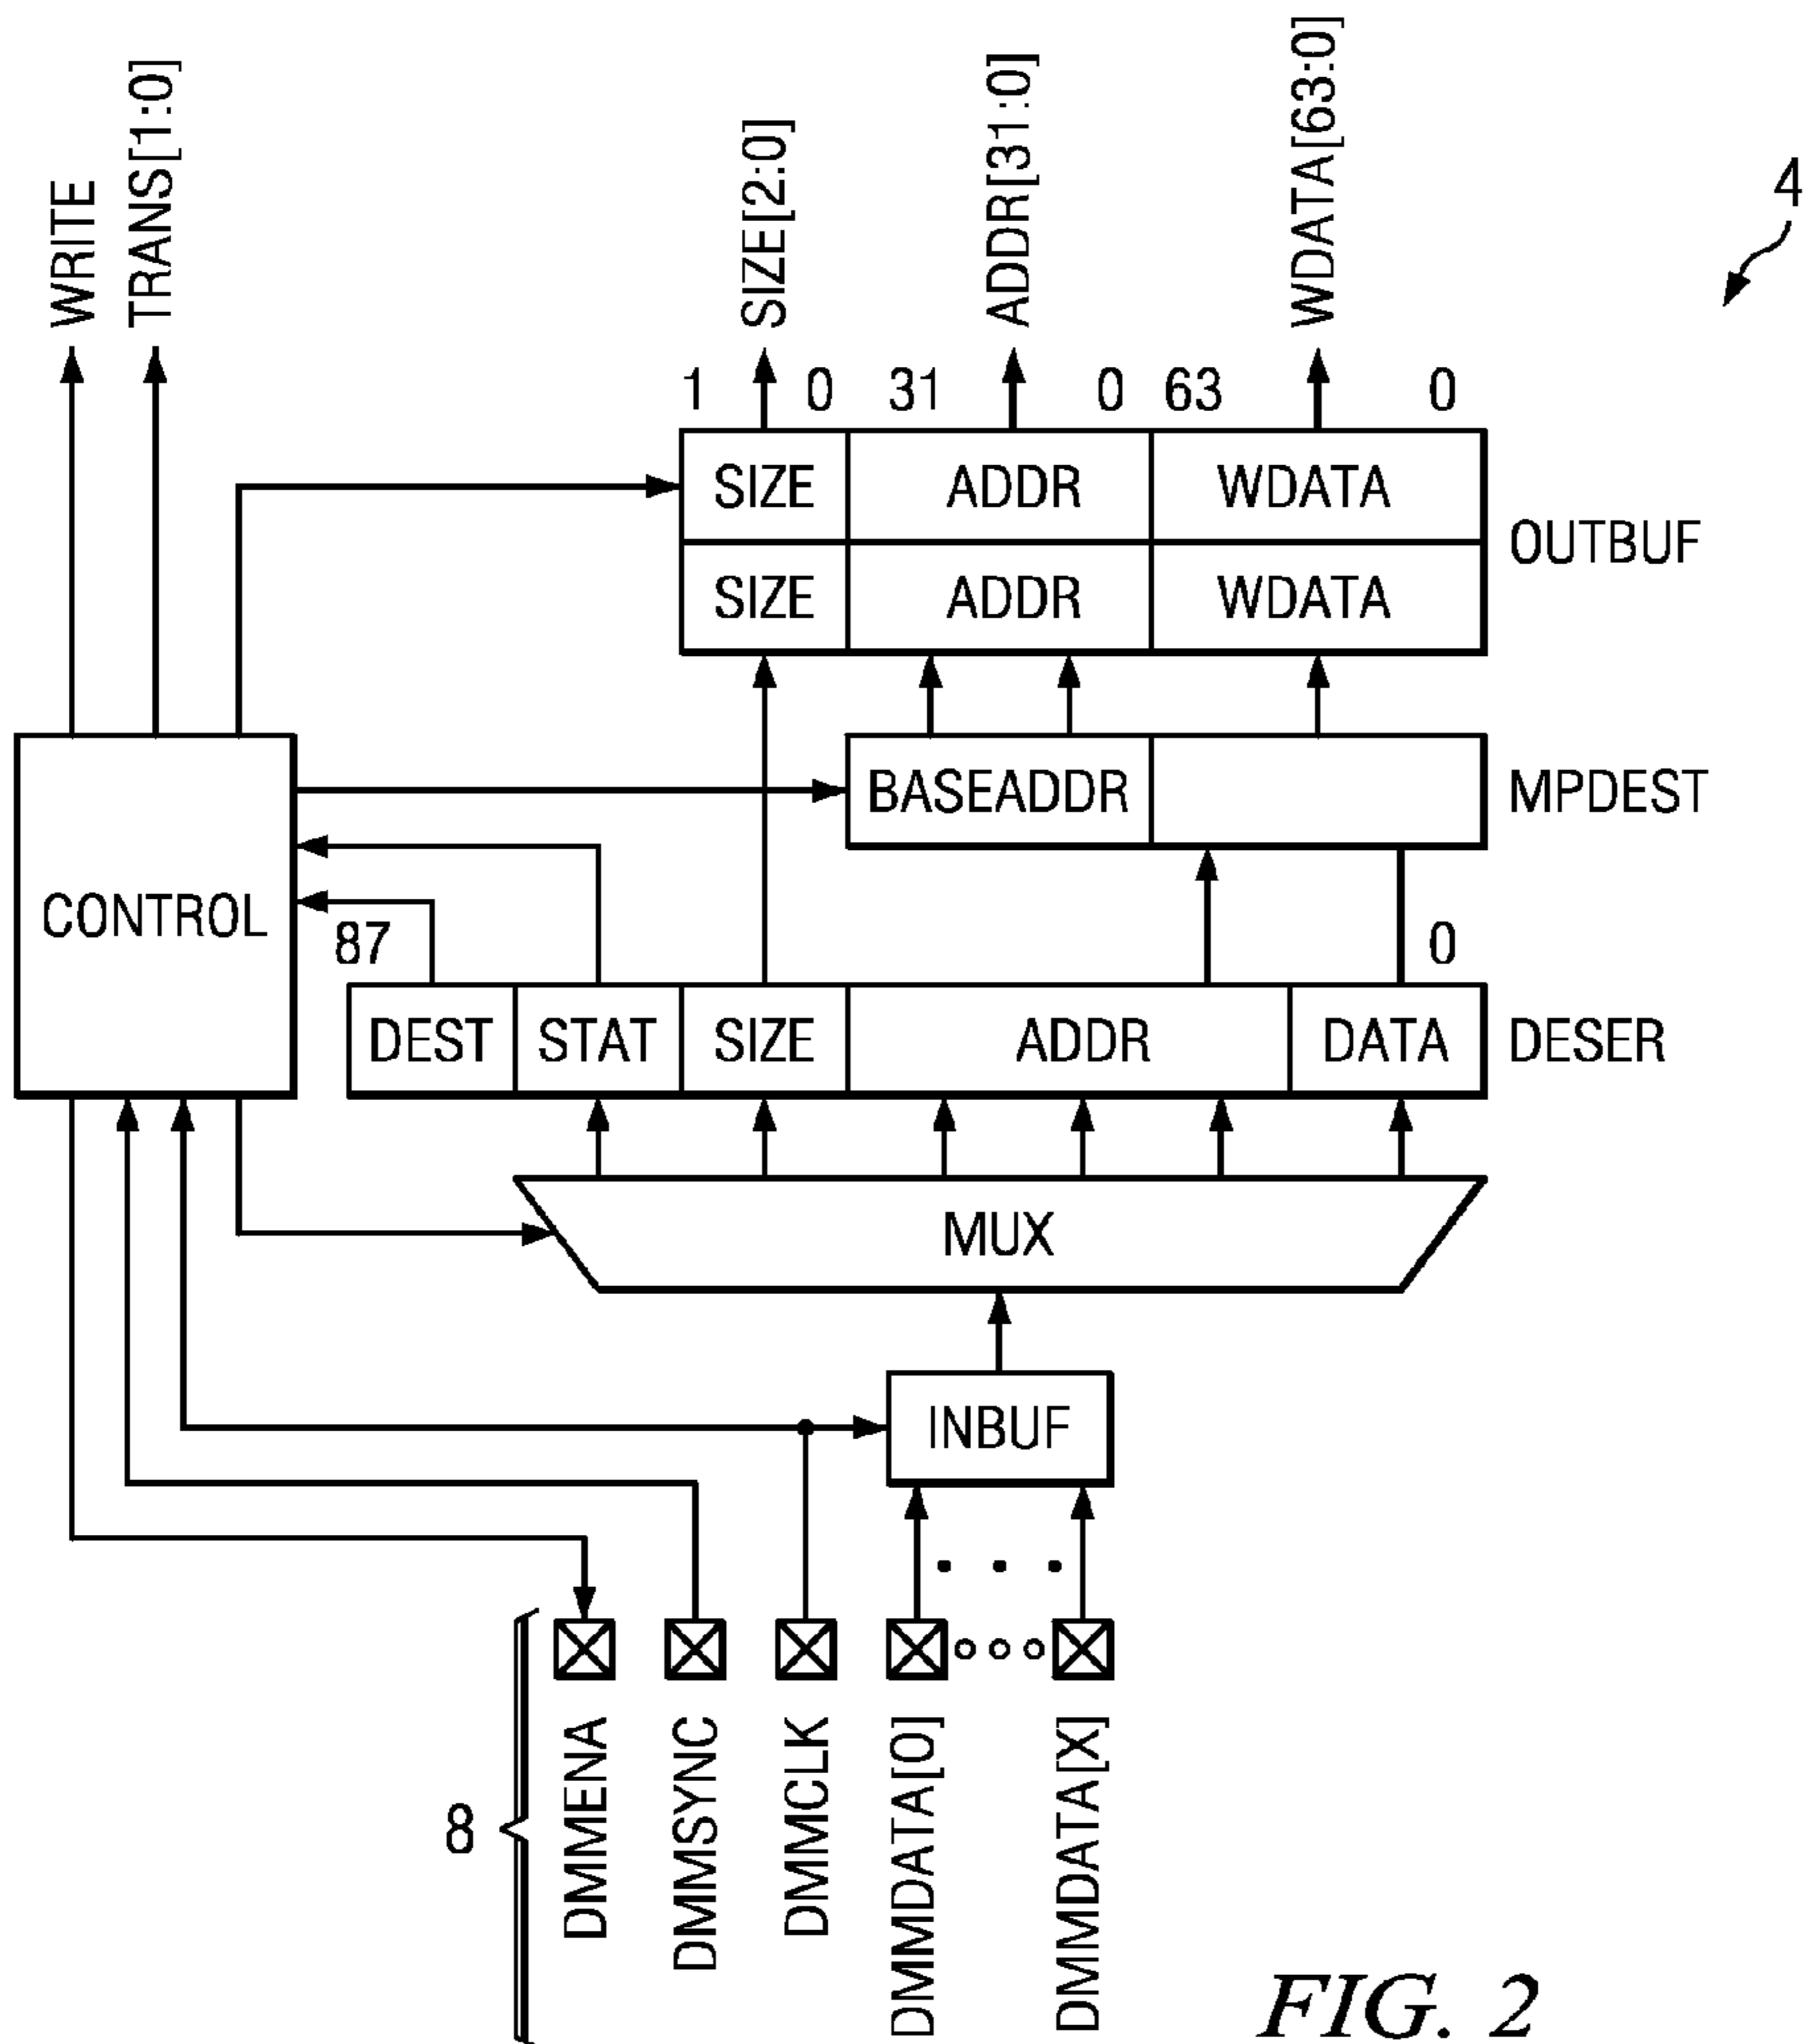 WRITE
TRANS[1:0]
SIZE[2:0]
ADDR[31:0]
WDATA[63:0]
4
1 0 31 0 63 0
SIZE ADDR WDATA
OUTBUF
SIZE ADDR WDATA
BASEADDR MPDEST
CONTROL
87 0
DEST STAT SIZE ADDR DATA DESER
MUX
INBUF
8
DMMENA
DMMSYNC
DMMCLK
DMMDATA[0]
DMMDATA[X]
FIG. 2